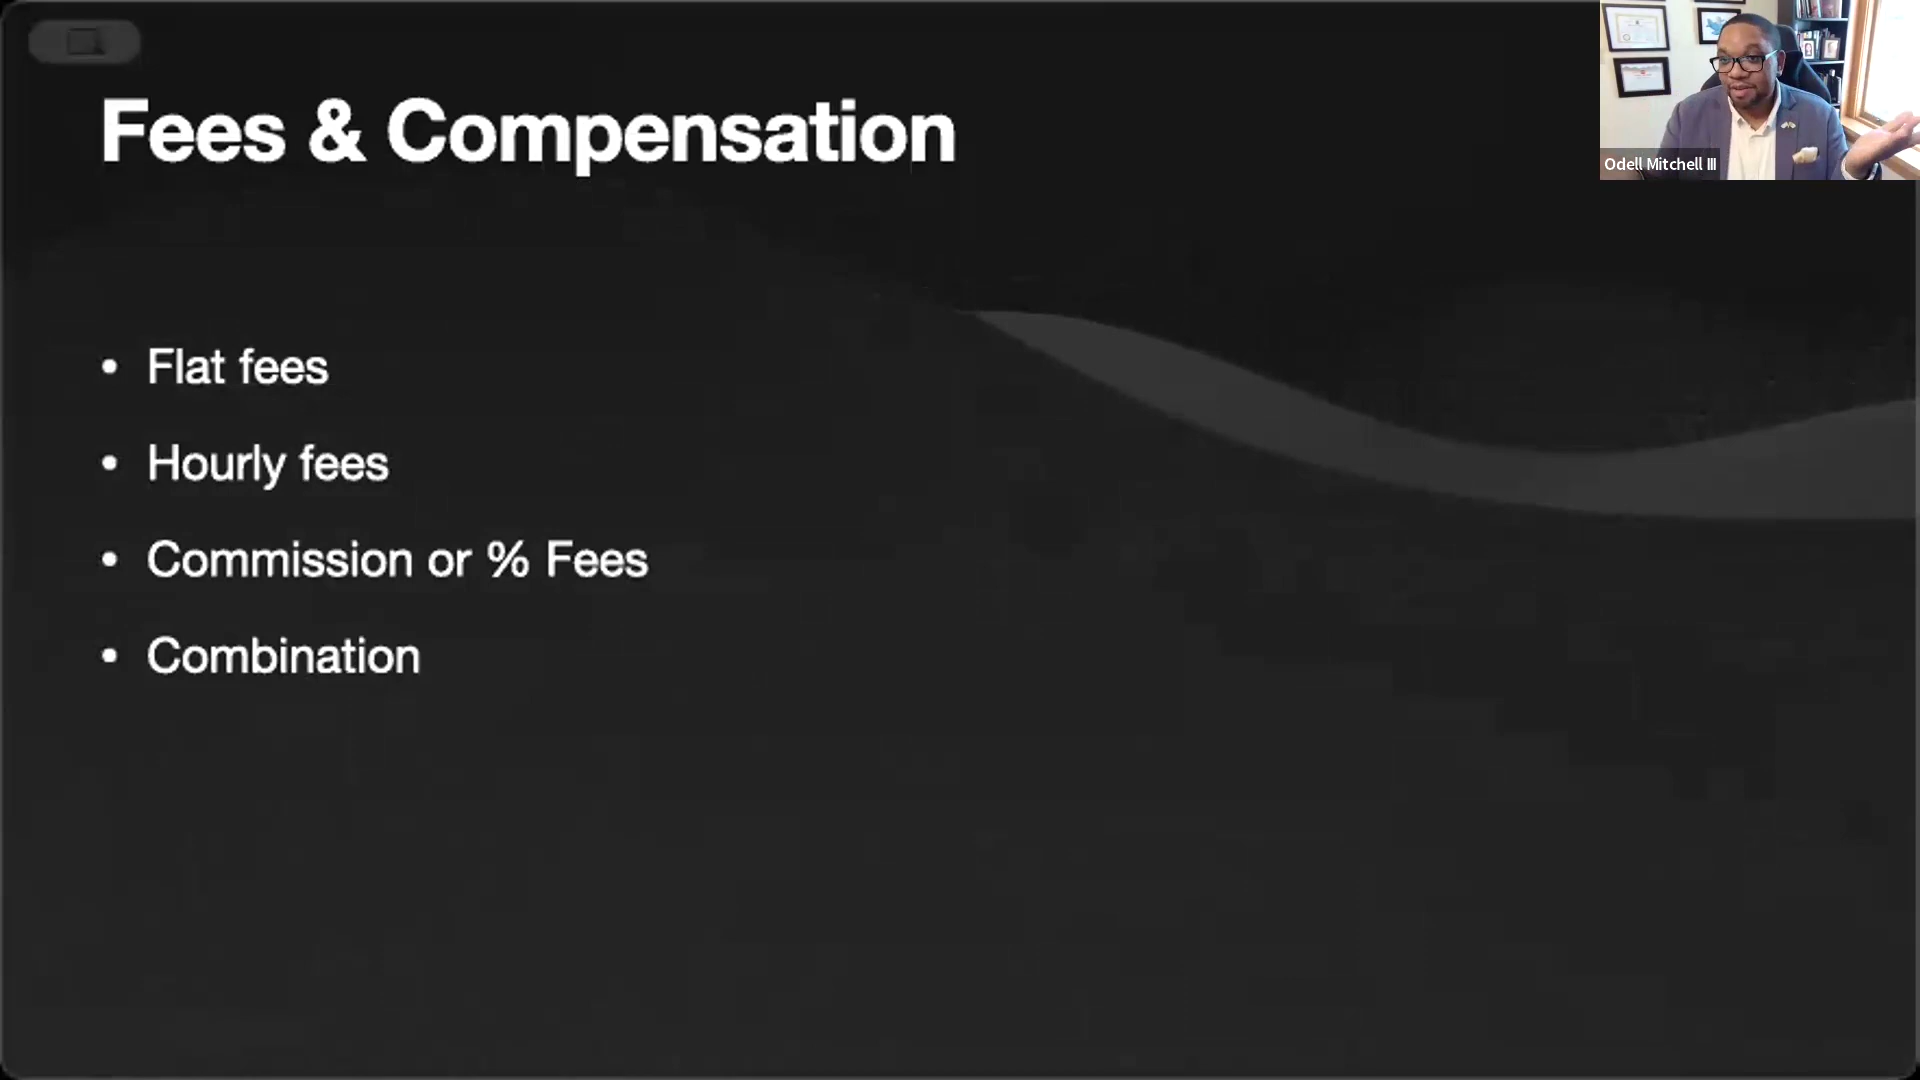 Fees & Compensation
• Flat fees
• Hourly fees
• Commission or % Fees
• Combination
Odell Mitchell III